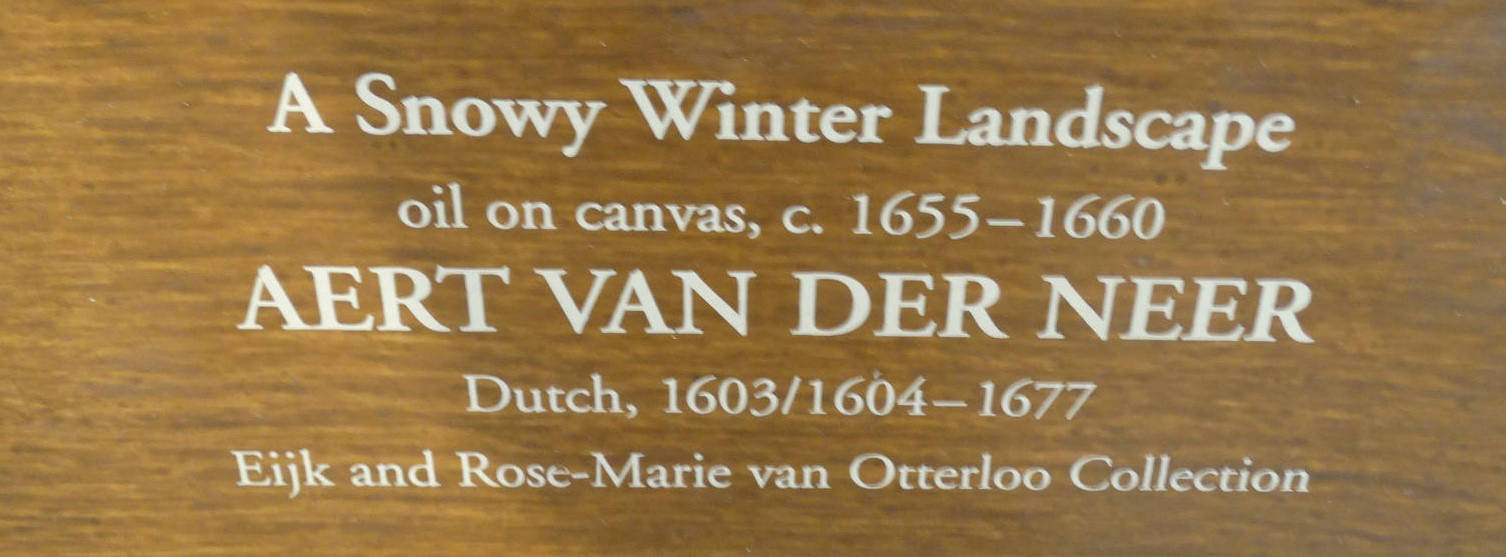 A Snowy Winter Landscape
oil on canvas, c. 1655–1660
AERT VAN DER NEER
Dutch, 1603/1604–1677
Eijk and Rose-Marie van Otterloo Collection